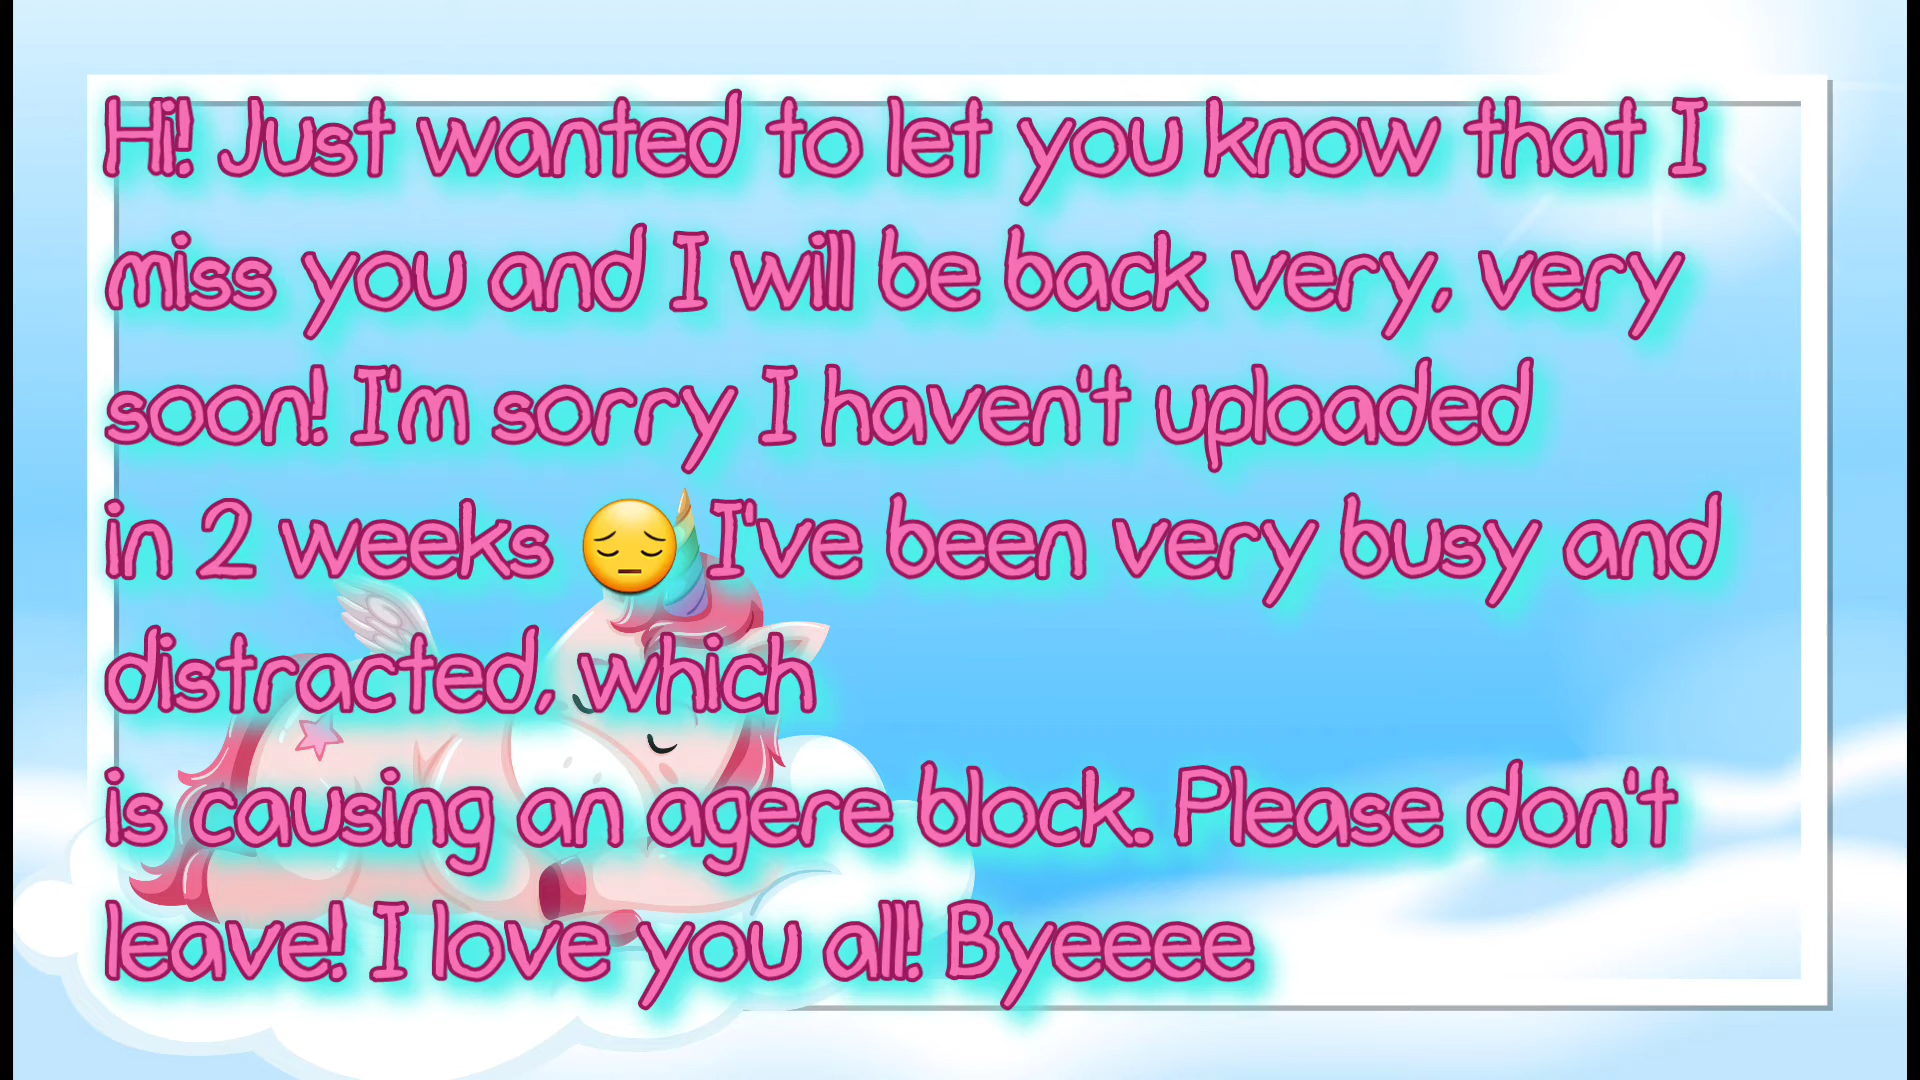 Hi! Just wanted to let you know that I
miss you and I will be back very, very
soon! I'm sorry I haven't uploaded
in 2 weeks 😔 I've been very busy and
distracted, which
is causing an agere block. Please don't
leave! I love you all! Byeeee